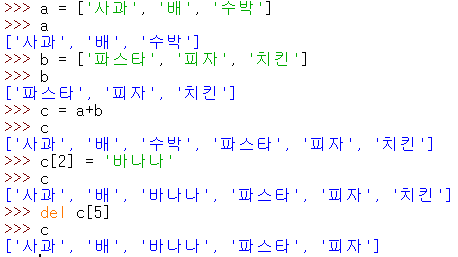 >>> a = ['사과', '배', '수박']
>>> a
['사과', '배', '수박']
>>> b = ['파스타', '피자', '치킨']
>>> b
['파스타', '피자', '치킨']
>>> c = a+b
>>> c
['사과', '배', '수박', '파스타', '피자', '치킨']
>>> c[2] = '바나나'
>>> c
['사과', '배', '바나나', '파스타', '피자', '치킨']
>>> del c[5]
>>> c
['사과', '배', '바나나', '파스타', '피자']